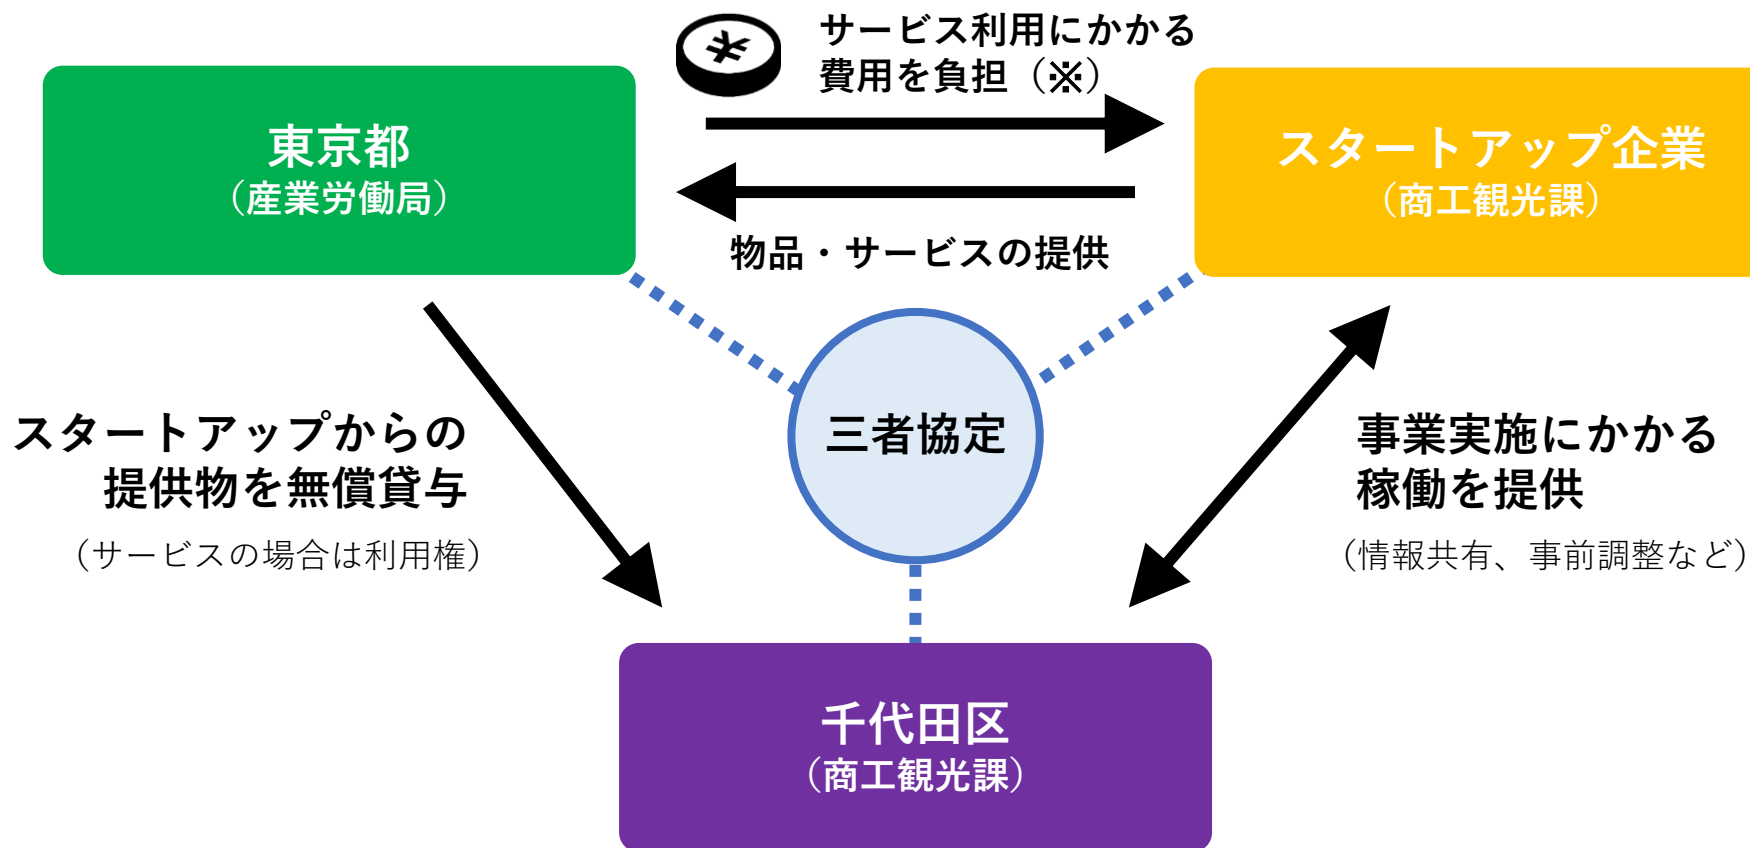 サービス利用にかかる
費用を負担（※）
東京都
（産業労働局）
スタートアップ企業
（商工観光課）
物品・サービスの提供
三者協定
スタートアップからの
提供物を無償貸与
（サービスの場合は利用権）
事業実施にかかる
稼働を提供
（情報共有、事前調整など）
千代田区
（商工観光課）